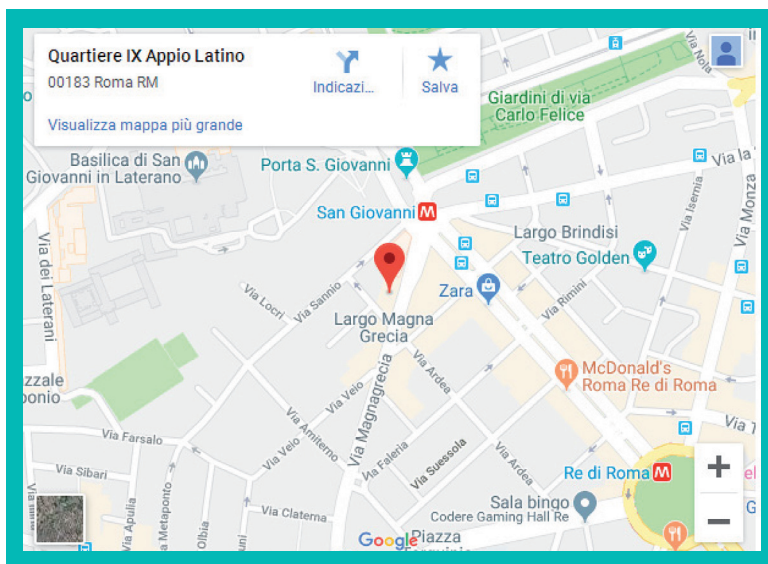 Quartiere IX Appio Latino
00183 Roma RM
Indicazi...
Salva
Visualizza mappa più grande
Via Nola
Giardini di via
Carlo Felice
Basilica di San
Giovanni in Laterano
Porta S. Giovanni
Via la
San Giovanni
M
Via Isernia
Via Monza
Largo Brindisi
Teatro Golden
Via dei Laterani
Zara
Via Locri
Via Sannio
Via Rimini
Largo Magna
Grecia
McDonald's
Roma Re di Roma
zzale
onio
Via Ardea
Via Magnagrecia
Via Veio
Via Amiterno
Via Farsalo
Via Veio
Via Faleria
Via Suessola
Via Ardea
Via Sibari
Re di Roma
M
+
Via Apulia
Via Metaponto
Olbia
uni
Via Claterna
Sala bingo
Codere Gaming Hall Re
−
Google
Piazza